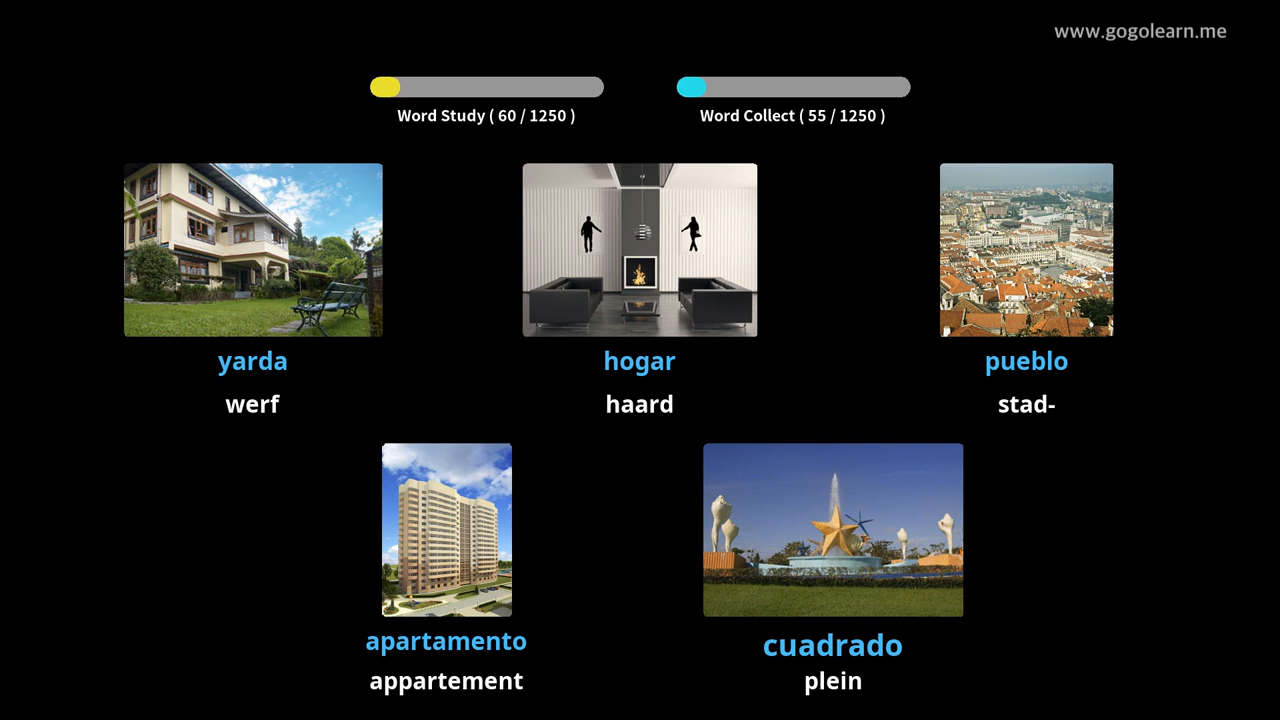 www.gogolearn.me
Word Study ( 60 / 1250 )
Word Collect ( 55 / 1250 )
yarda
hogar
pueblo
werf
haard
stad-
apartamento
cuadrado
appartement
plein